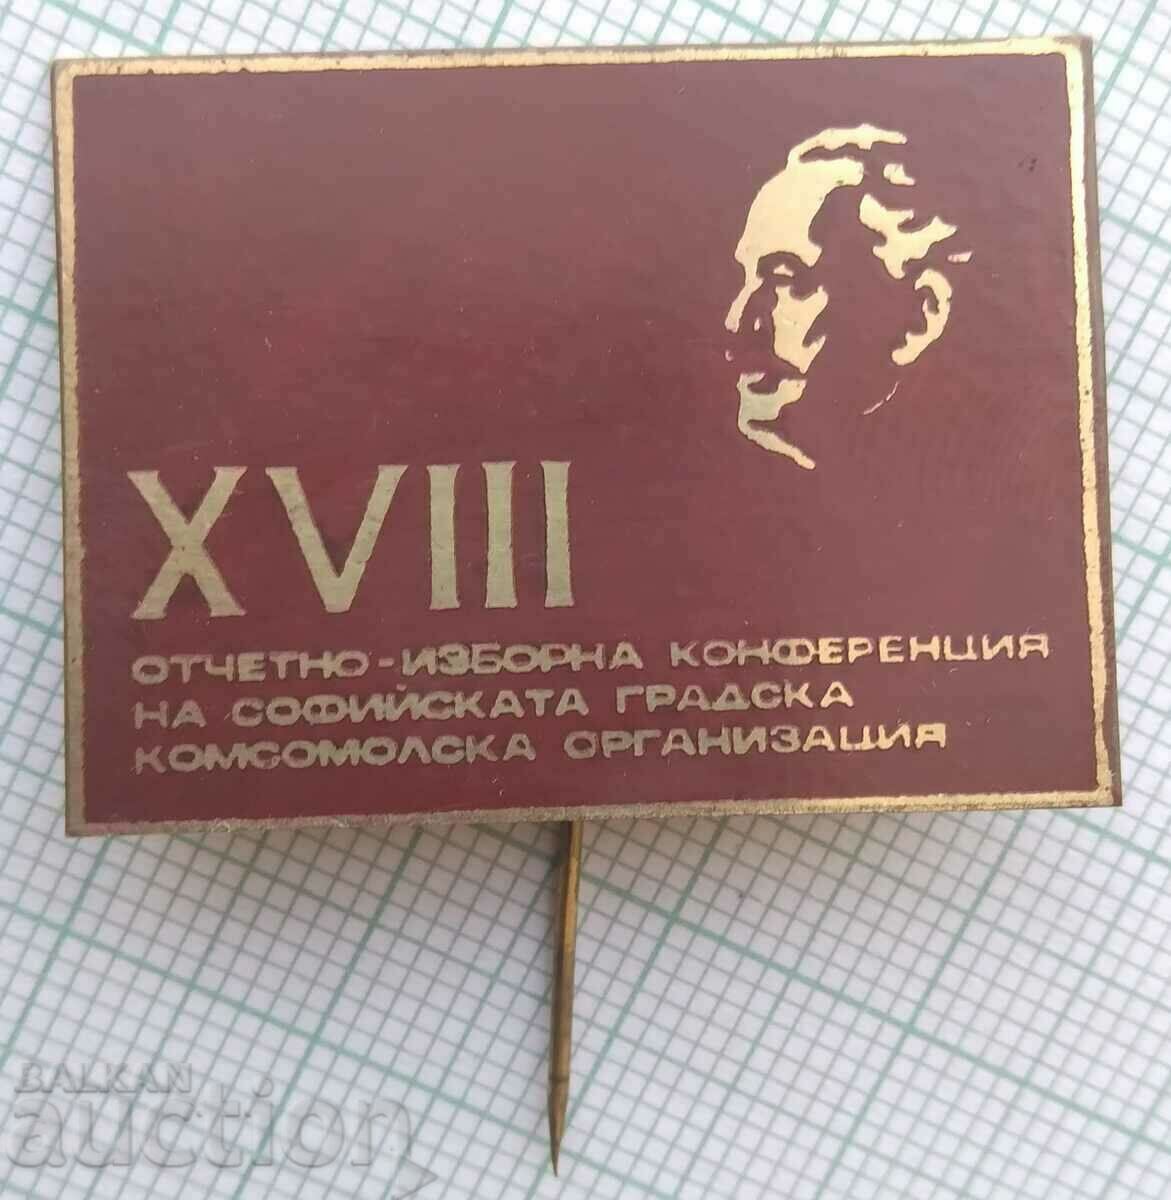 XVIII
ОТЧЕТНО-ИЗБОРНА КОНФЕРЕНЦИЯ
НА СОФИЙСКАТА ГРАДСКА
КОМСОМОЛСКА ОРГАНИЗАЦИЯ
BALKAN
auction